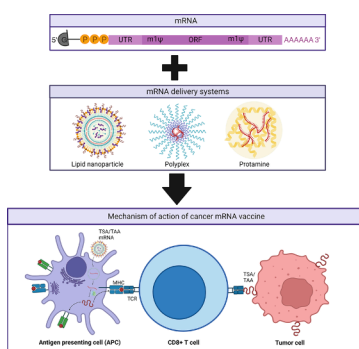 mRNA
5' G P P P UTR m1ψ ORF m1ψ UTR AAAAAA 3'
mRNA delivery systems
Lipid nanoparticle Polyplex Protamine
Mechanism of action of cancer mRNA vaccine
TSA/TAA
mRNA
MHC
TCR
TSA/
TAA
Antigen presenting cell (APC) CD8+ T cell Tumor cell